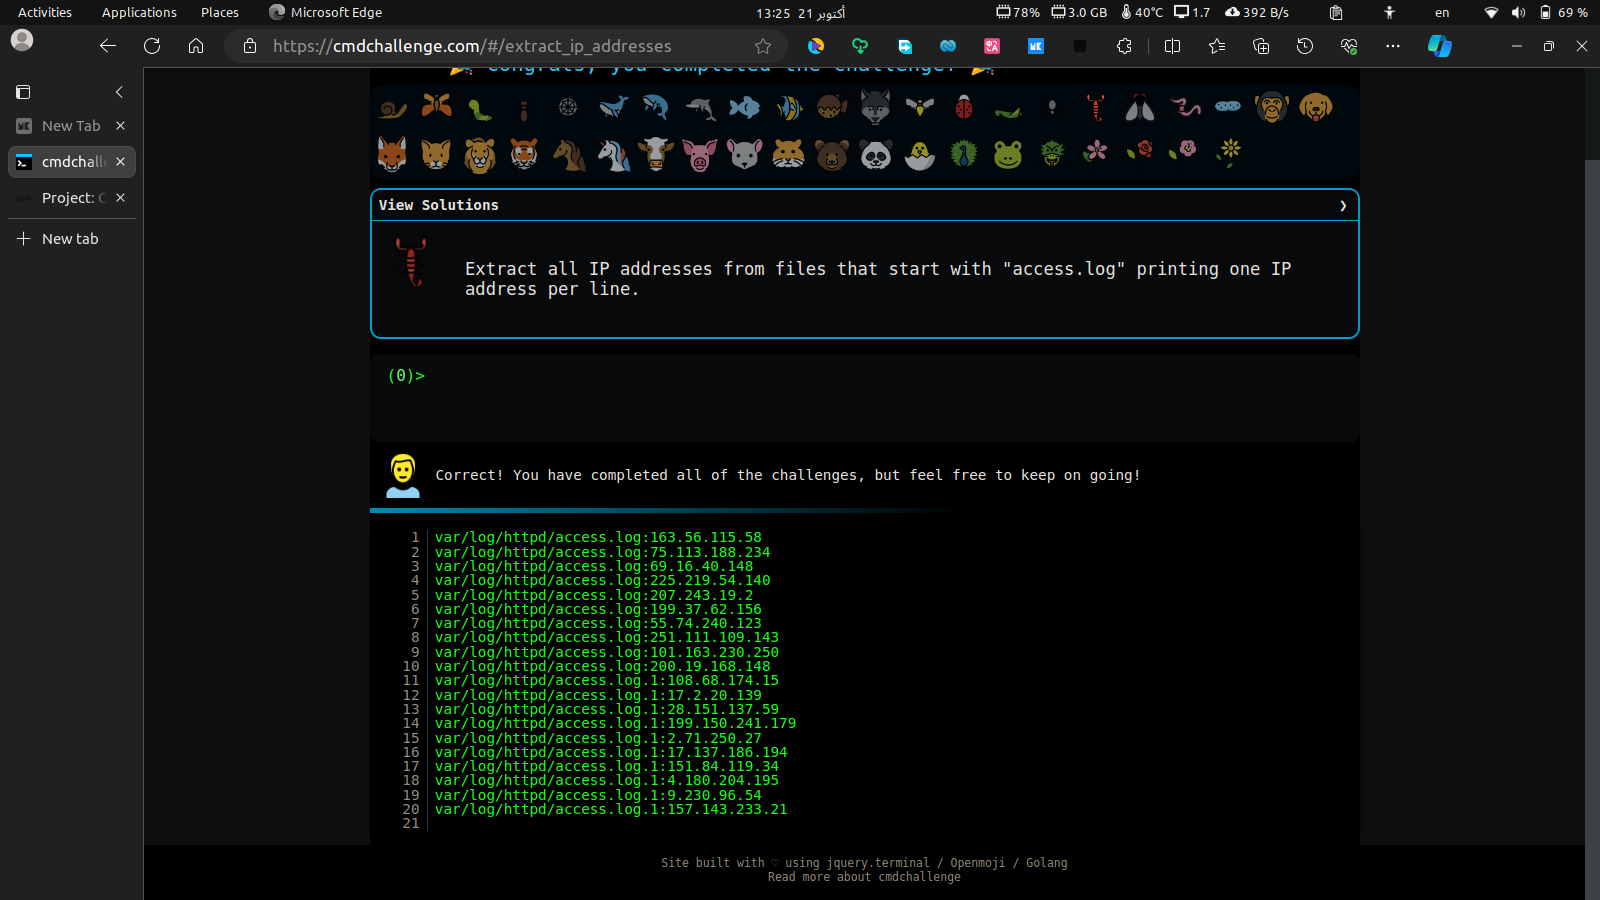 Activities Applications Places Microsoft Edge 13:25 21 أكتوبر 78% 3.0 GB 40°C 1.7 392 B/s en 69 %
https://cmdchallenge.com/#/extract_ip_addresses
New Tab
cmdchalle
Project: C
New tab
Congrats, you completed the challenge!
View Solutions
Extract all IP addresses from files that start with "access.log" printing one IP
address per line.
(0)>
Correct! You have completed all of the challenges, but feel free to keep on going!
1 var/log/httpd/access.log:163.56.115.58
2 var/log/httpd/access.log:75.113.188.234
3 var/log/httpd/access.log:69.16.40.148
4 var/log/httpd/access.log:225.219.54.140
5 var/log/httpd/access.log:207.243.19.2
6 var/log/httpd/access.log:199.37.62.156
7 var/log/httpd/access.log:55.74.240.123
8 var/log/httpd/access.log:251.111.109.143
9 var/log/httpd/access.log:101.163.230.250
10 var/log/httpd/access.log:200.19.168.148
11 var/log/httpd/access.log.1:108.68.174.15
12 var/log/httpd/access.log.1:17.2.20.139
13 var/log/httpd/access.log.1:28.151.137.59
14 var/log/httpd/access.log.1:199.150.241.179
15 var/log/httpd/access.log.1:2.71.250.27
16 var/log/httpd/access.log.1:17.137.186.194
17 var/log/httpd/access.log.1:151.84.119.34
18 var/log/httpd/access.log.1:4.180.204.195
19 var/log/httpd/access.log.1:9.230.96.54
20 var/log/httpd/access.log.1:157.143.233.21
21
Site built with ♡ using jquery.terminal / Openmoji / Golang
Read more about cmdchallenge